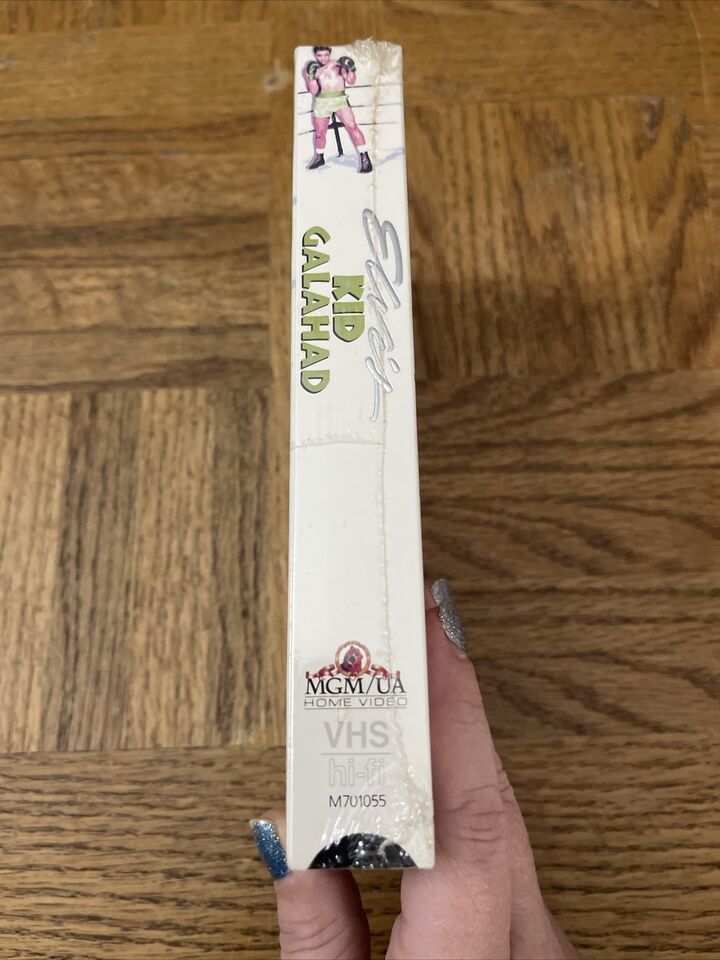 Elvis
KID
GALAHAD
MGM/UA
HOME VIDEO
VHS
hi-fi
M701055